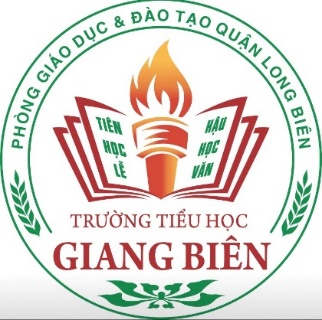 PHÒNG GIÁO DỤC & ĐÀO TẠO QUẬN LONG BIÊN
TIÊN
HỌC
LỄ
HẬU
HỌC
VĂN
TRƯỜNG TIỂU HỌC
GIANG BIÊN